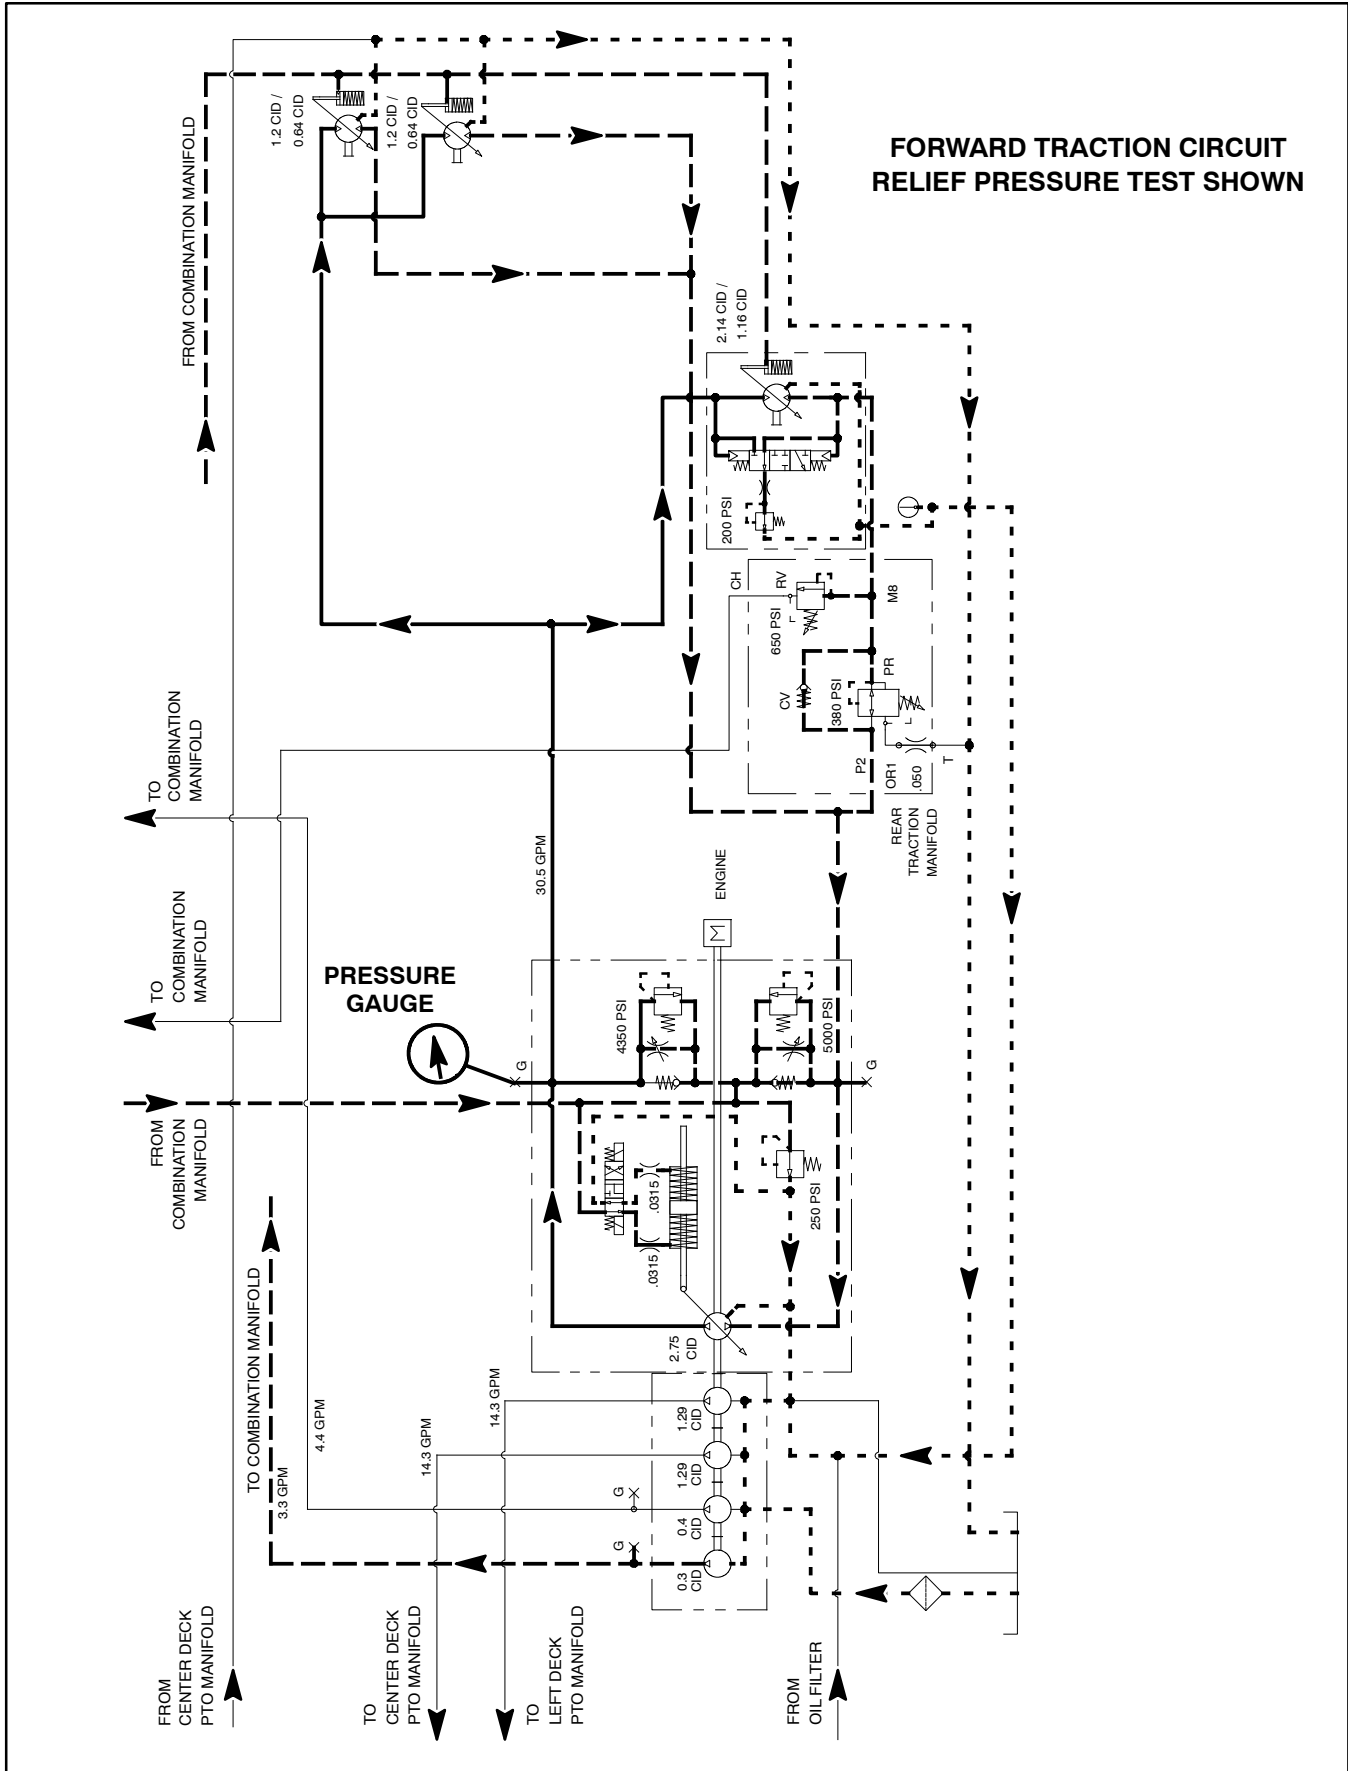 FORWARD TRACTION CIRCUIT
RELIEF PRESSURE TEST SHOWN
1.2 CID /
0.64 CID
1.2 CID /
0.64 CID
FROM COMBINATION MANIFOLD
2.14 CID /
1.16 CID
200 PSI
CH
RV
650 PSI
L
M8
CV
380 PSI
PR
L
P2
OR1
.050
T
REAR
TRACTION
MANIFOLD
TO
COMBINATION
MANIFOLD
TO
COMBINATION
MANIFOLD
30.5 GPM
ENGINE
M
PRESSURE
GAUGE
G
4350 PSI
5000 PSI
G
FROM
COMBINATION
MANIFOLD
.0315
.0315
250 PSI
TO COMBINATION MANIFOLD
3.3 GPM
4.4 GPM
14.3 GPM
14.3 GPM
2.75
CID
1.29
CID
1.29
CID
0.4
CID
0.3
CID
G
G
FROM
CENTER DECK
PTO MANIFOLD
TO
CENTER DECK
PTO MANIFOLD
TO
LEFT DECK
PTO MANIFOLD
FROM
OIL FILTER